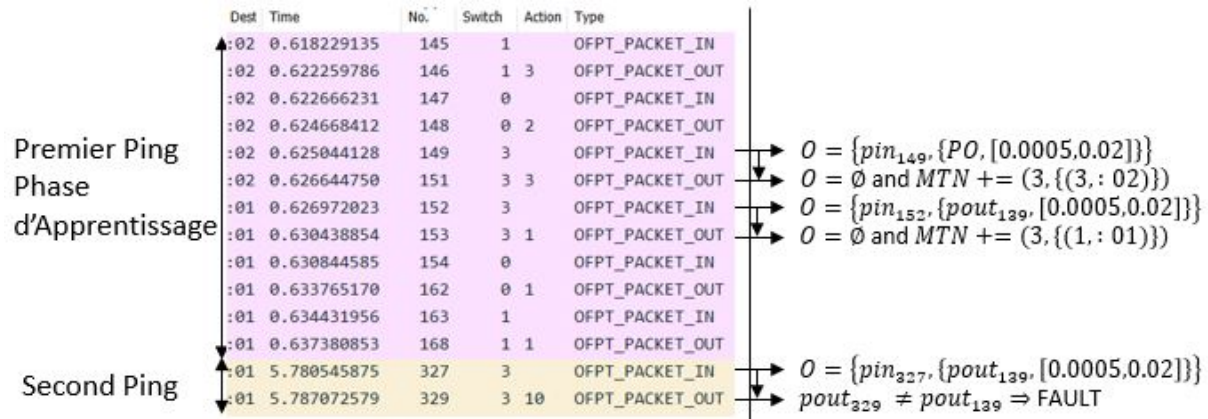 Dest Time No. Switch Action Type
:02 0.618229135 145 1 OFPT_PACKET_IN
:02 0.622259786 146 1 3 OFPT_PACKET_OUT
:02 0.622666231 147 0 OFPT_PACKET_IN
:02 0.624668412 148 0 2 OFPT_PACKET_OUT
:02 0.625044128 149 3 OFPT_PACKET_IN
:02 0.626644750 151 3 3 OFPT_PACKET_OUT
:01 0.626972023 152 3 OFPT_PACKET_IN
:01 0.630438854 153 3 1 OFPT_PACKET_OUT
:01 0.630844585 154 0 OFPT_PACKET_IN
:01 0.633765170 162 0 1 OFPT_PACKET_OUT
:01 0.634431956 163 1 OFPT_PACKET_IN
:01 0.637380853 168 1 1 OFPT_PACKET_OUT
:01 5.780545875 327 3 OFPT_PACKET_IN
:01 5.787072579 329 3 10 OFPT_PACKET_OUT
Premier Ping
Phase
d'Apprentissage
Second Ping
O = {pin₁₄₉, {PO, [0.0005,0.02]}}
O = ∅ and MTN += (3, {(3, : 02)})
O = {pin₁₅₂, {pout₁₃₉, [0.0005,0.02]}}
O = ∅ and MTN += (3, {(1, : 01)})
O = {pin₃₂₇, {pout₁₃₉, [0.0005,0.02]}}
pout₃₂₉ ≠ pout₁₃₉ ⇒ FAULT